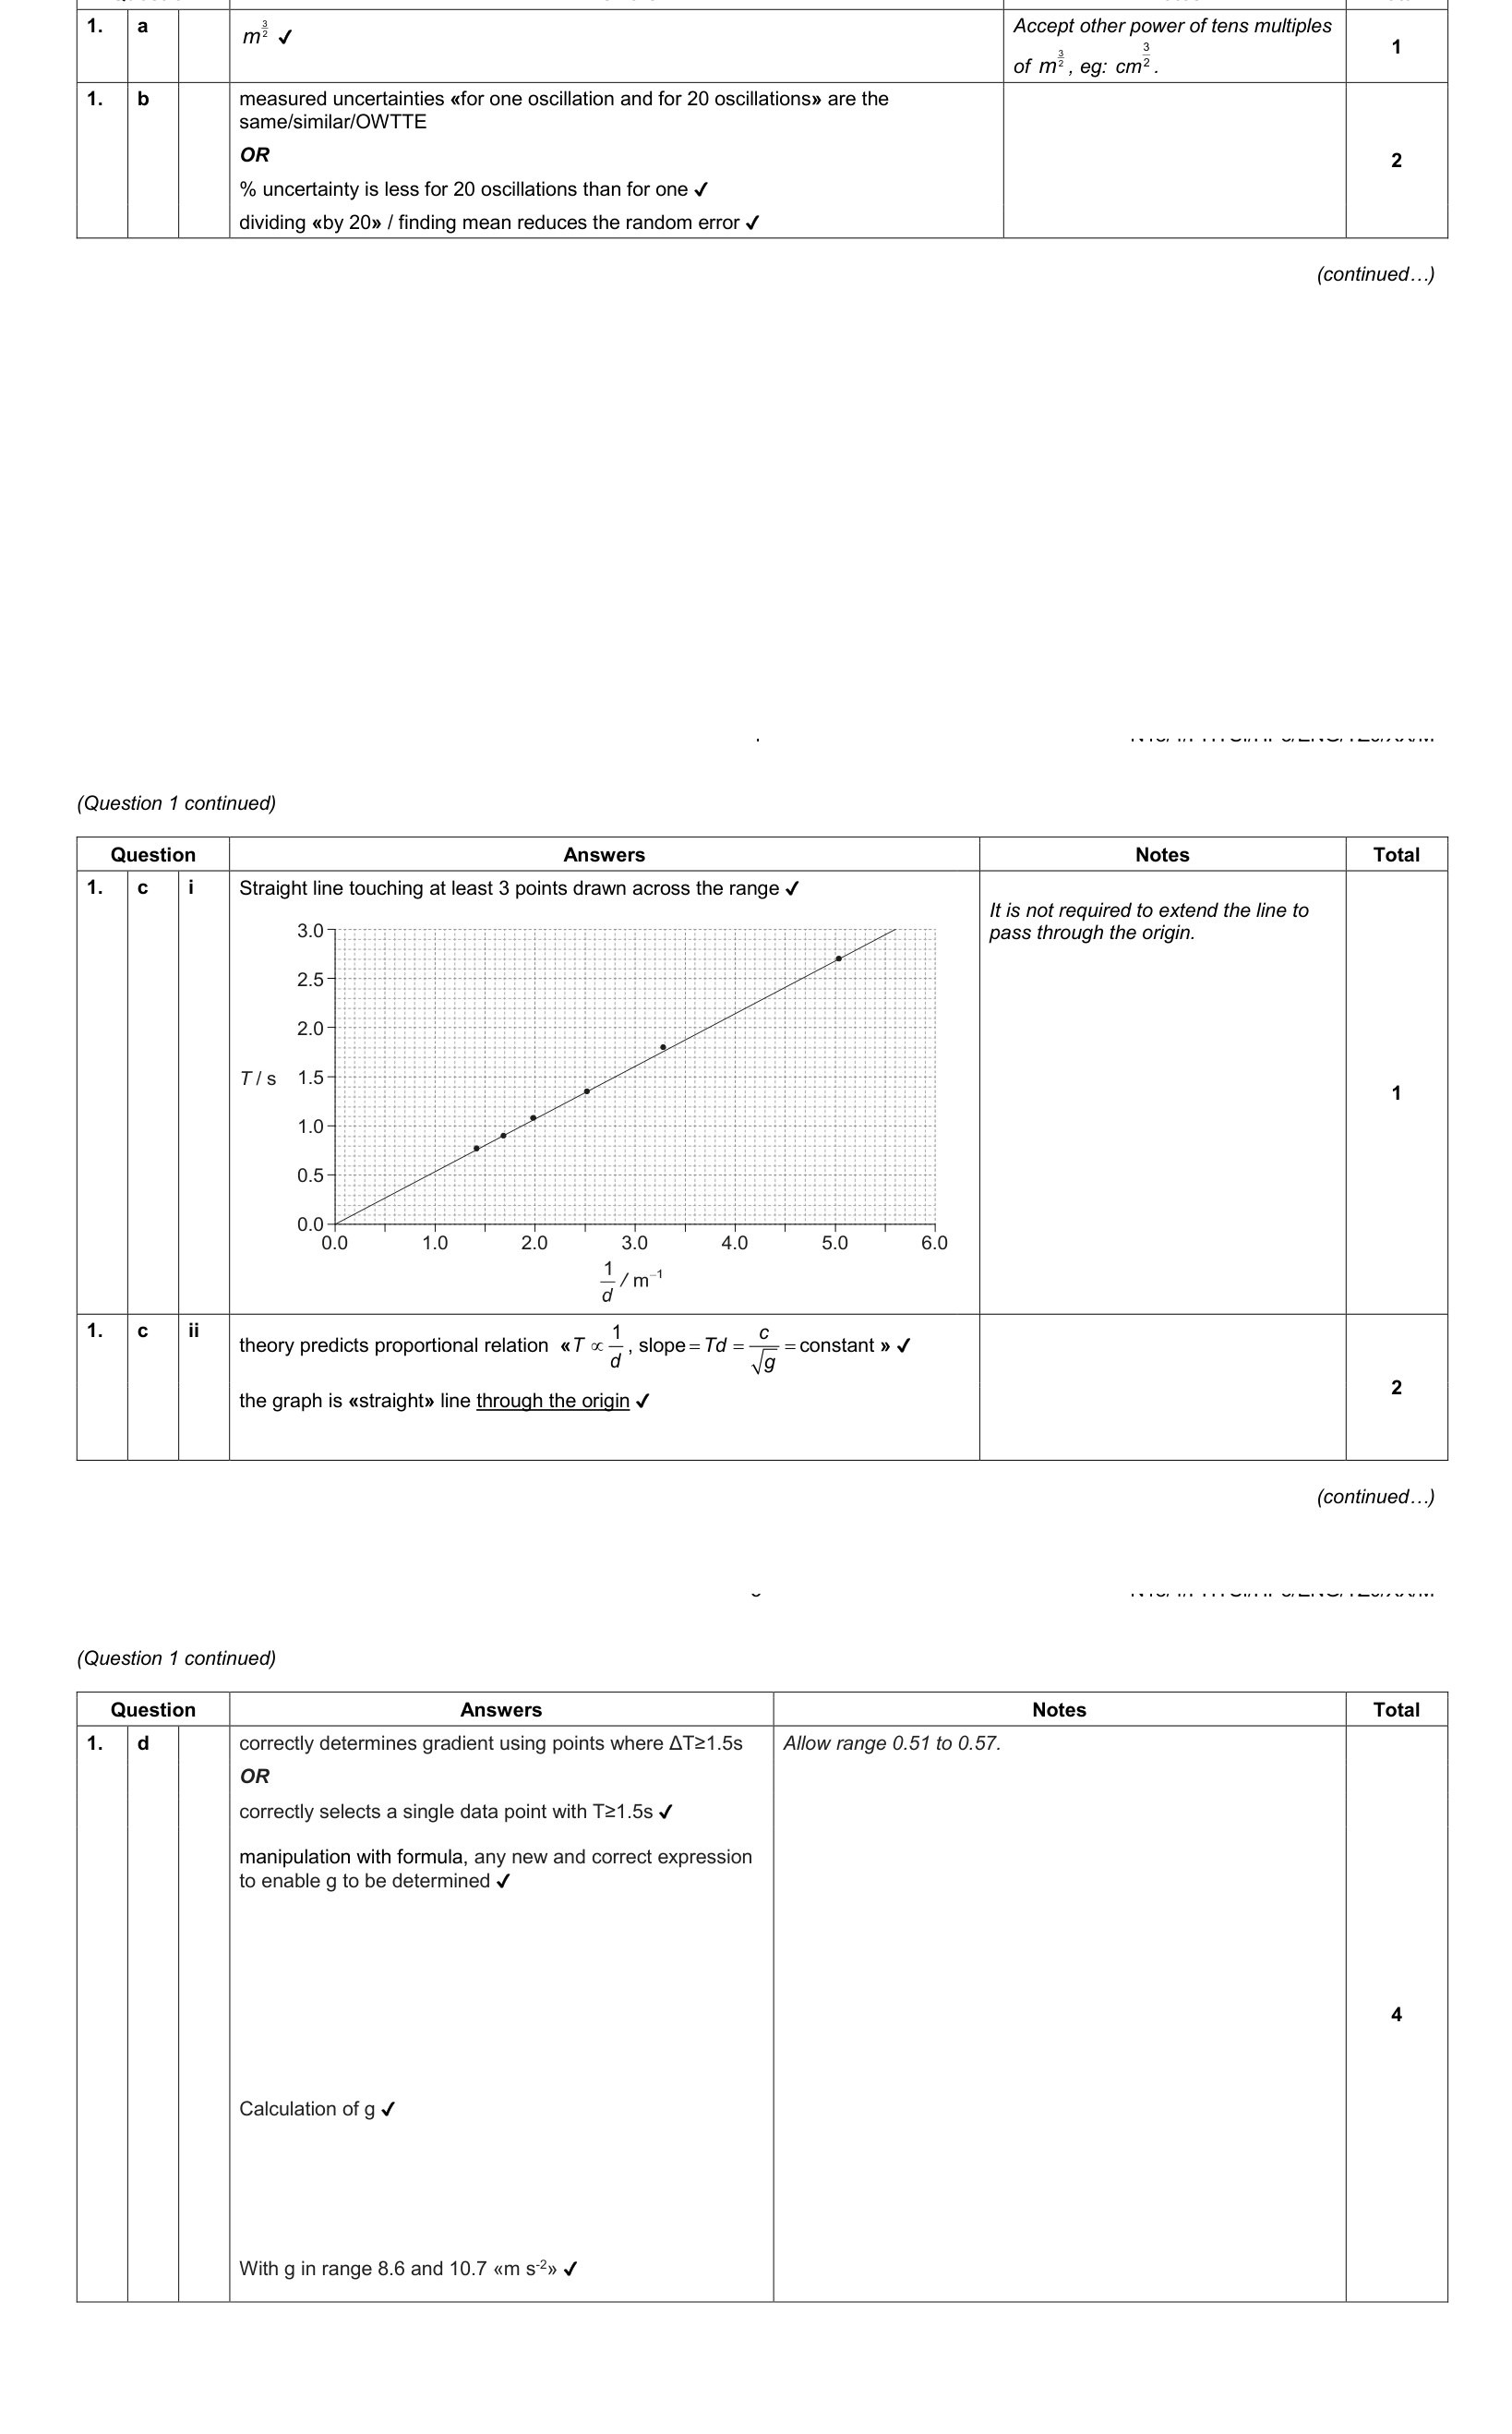 1. a m^{3/2} ✓ Accept other power of tens multiples
of m^{3/2}, eg: cm^{3/2}. 1
1. b measured uncertainties «for one oscillation and for 20 oscillations» are the
same/similar/OWTTE
OR
% uncertainty is less for 20 oscillations than for one ✓
dividing «by 20» / finding mean reduces the random error ✓
2
(continued…)
(Question 1 continued)
Question Answers Notes Total
1. c i Straight line touching at least 3 points drawn across the range ✓
It is not required to extend the line to
pass through the origin.
1
3.0
2.5
2.0
T / s 1.5
1.0
0.5
0.0
0.0 1.0 2.0 3.0 4.0 5.0 6.0
1/d / m⁻¹
1. c ii theory predicts proportional relation «T ∝ 1/d, slope = Td = c/√g = constant » ✓
the graph is «straight» line through the origin ✓
2
(continued…)
(Question 1 continued)
Question Answers Notes Total
1. d correctly determines gradient using points where ΔT≥1.5s Allow range 0.51 to 0.57.
OR
correctly selects a single data point with T≥1.5s ✓
manipulation with formula, any new and correct expression
to enable g to be determined ✓
4
Calculation of g ✓
With g in range 8.6 and 10.7 «m s⁻²» ✓